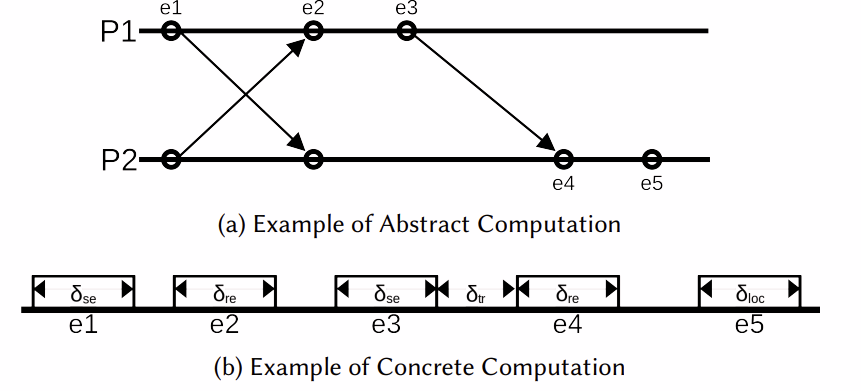 e1 e2 e3
P1
P2
e4 e5
(a) Example of Abstract Computation
δse δre δse δtr δre δloc
e1 e2 e3 e4 e5
(b) Example of Concrete Computation